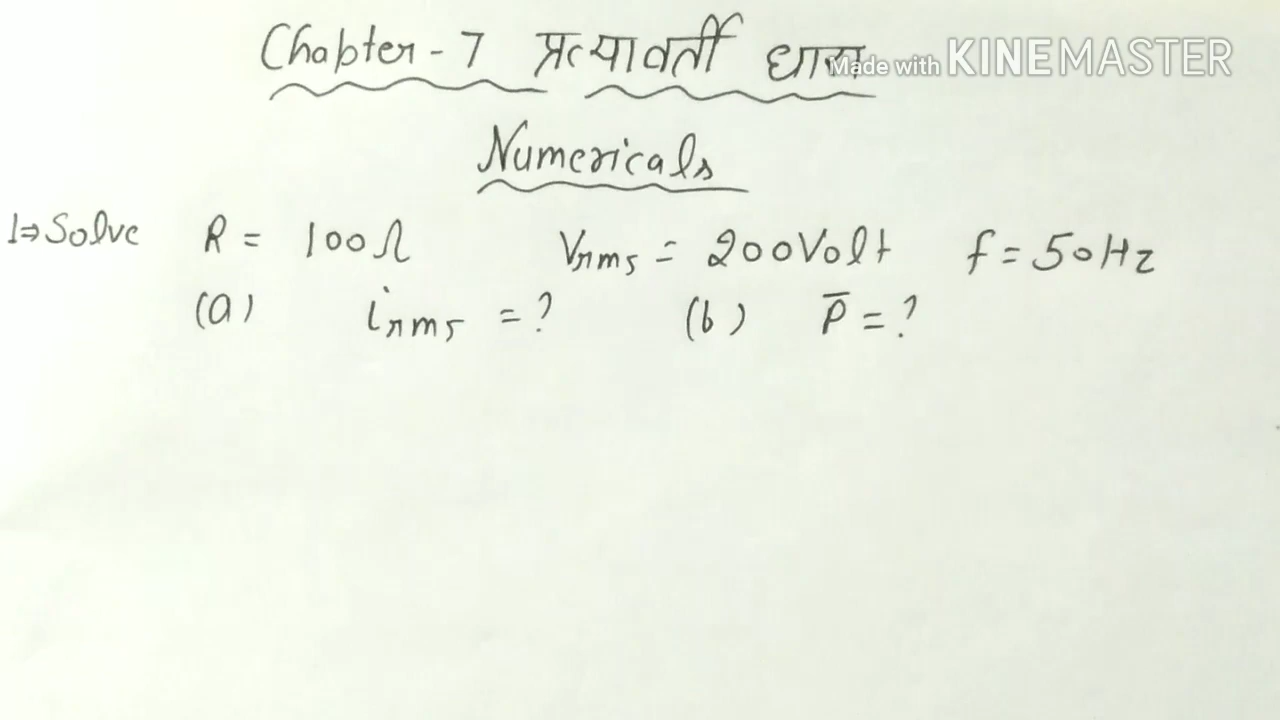 Chapter - 7 प्रत्यावर्ती धारा
Made with KINEMASTER
Numericals
1⇒ Solve R = 100Ω Vrms = 200Volt f = 50Hz
(a) irms = ? (b) P̅ = ?